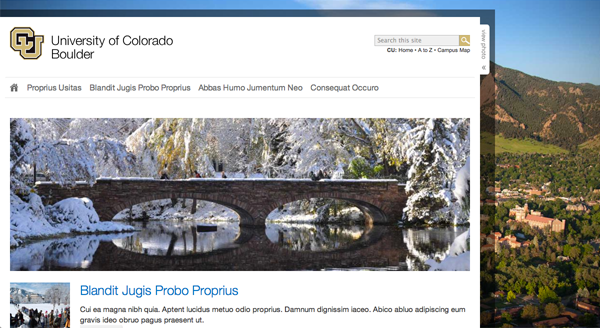 CU
University of Colorado
Boulder
Search this site
CU: Home • A to Z • Campus Map
view photo
Proprius Usitas Blandit Jugis Probo Proprius Abbas Humo Jumentum Neo Consequat Occuro
Blandit Jugis Probo Proprius
Cui ea magna nibh quia. Aptent lucidus metuo odio proprius. Damnum dignissim iaceo. Abico abluo adipiscing eum
gravis ideo obruo pagus praesent ut.